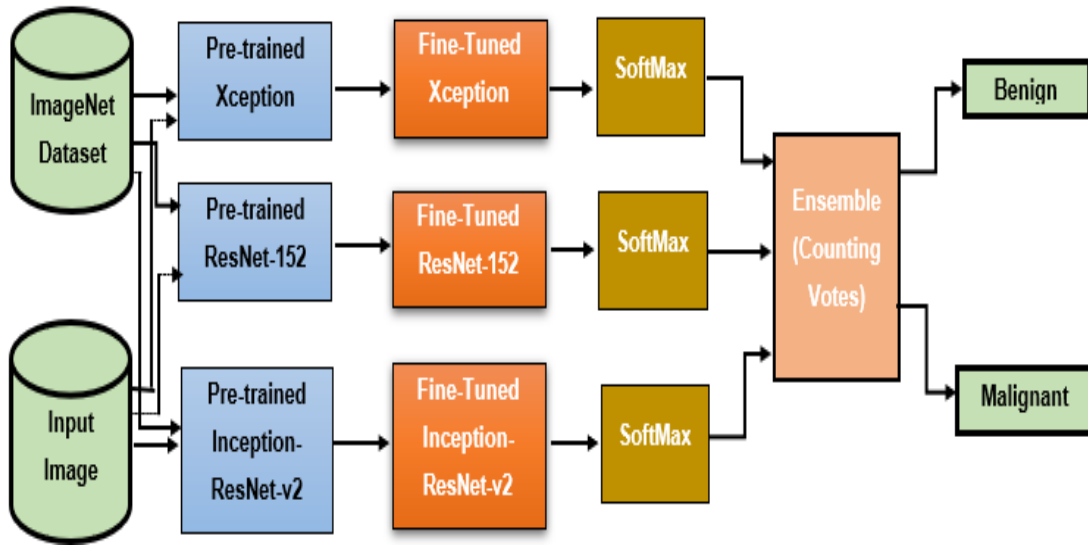 ImageNet
Dataset
Pre-trained
Xception
Fine-Tuned
Xception
SoftMax
Benign
Pre-trained
ResNet-152
Fine-Tuned
ResNet-152
SoftMax
Ensemble
(Counting
Votes)
Input
Image
Pre-trained
Inception-
ResNet-v2
Fine-Tuned
Inception-
ResNet-v2
SoftMax
Malignant